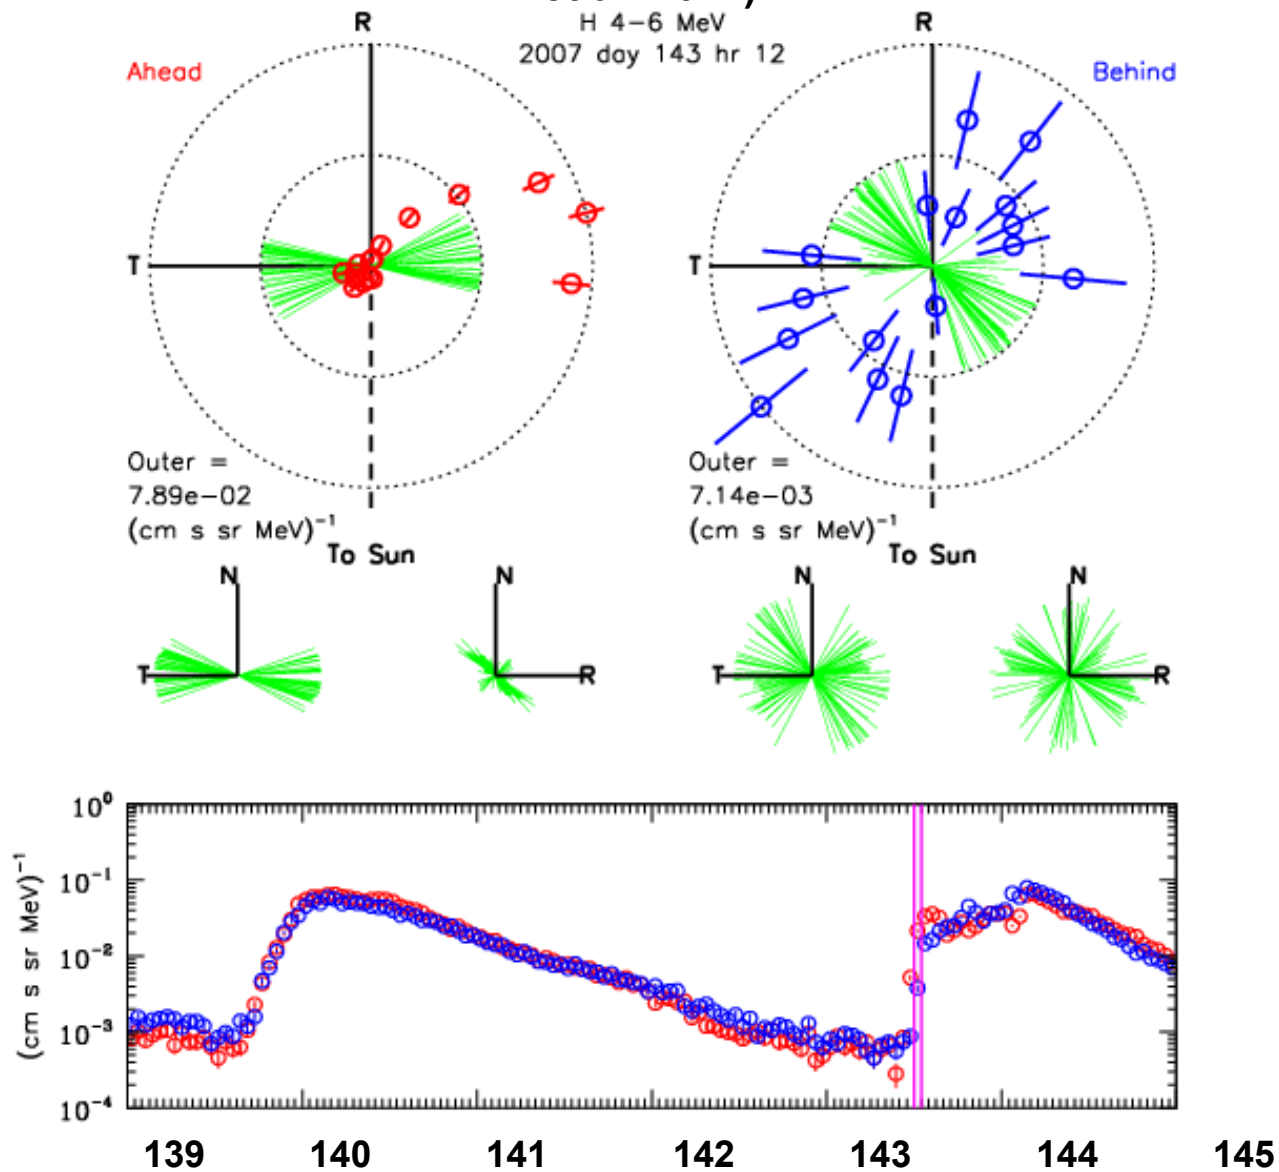 R
H 4-6 MeV
R
2007 day 143 hr 12
Ahead
Behind
T
T
Outer =
7.89e-02
(cm s sr MeV)⁻¹
To Sun
Outer =
7.14e-03
(cm s sr MeV)⁻¹
To Sun
N
N
N
N
T
R
T
R
10⁰
10⁻¹
10⁻²
10⁻³
10⁻⁴
(cm s sr MeV)⁻¹
139 140 141 142 143 144 145